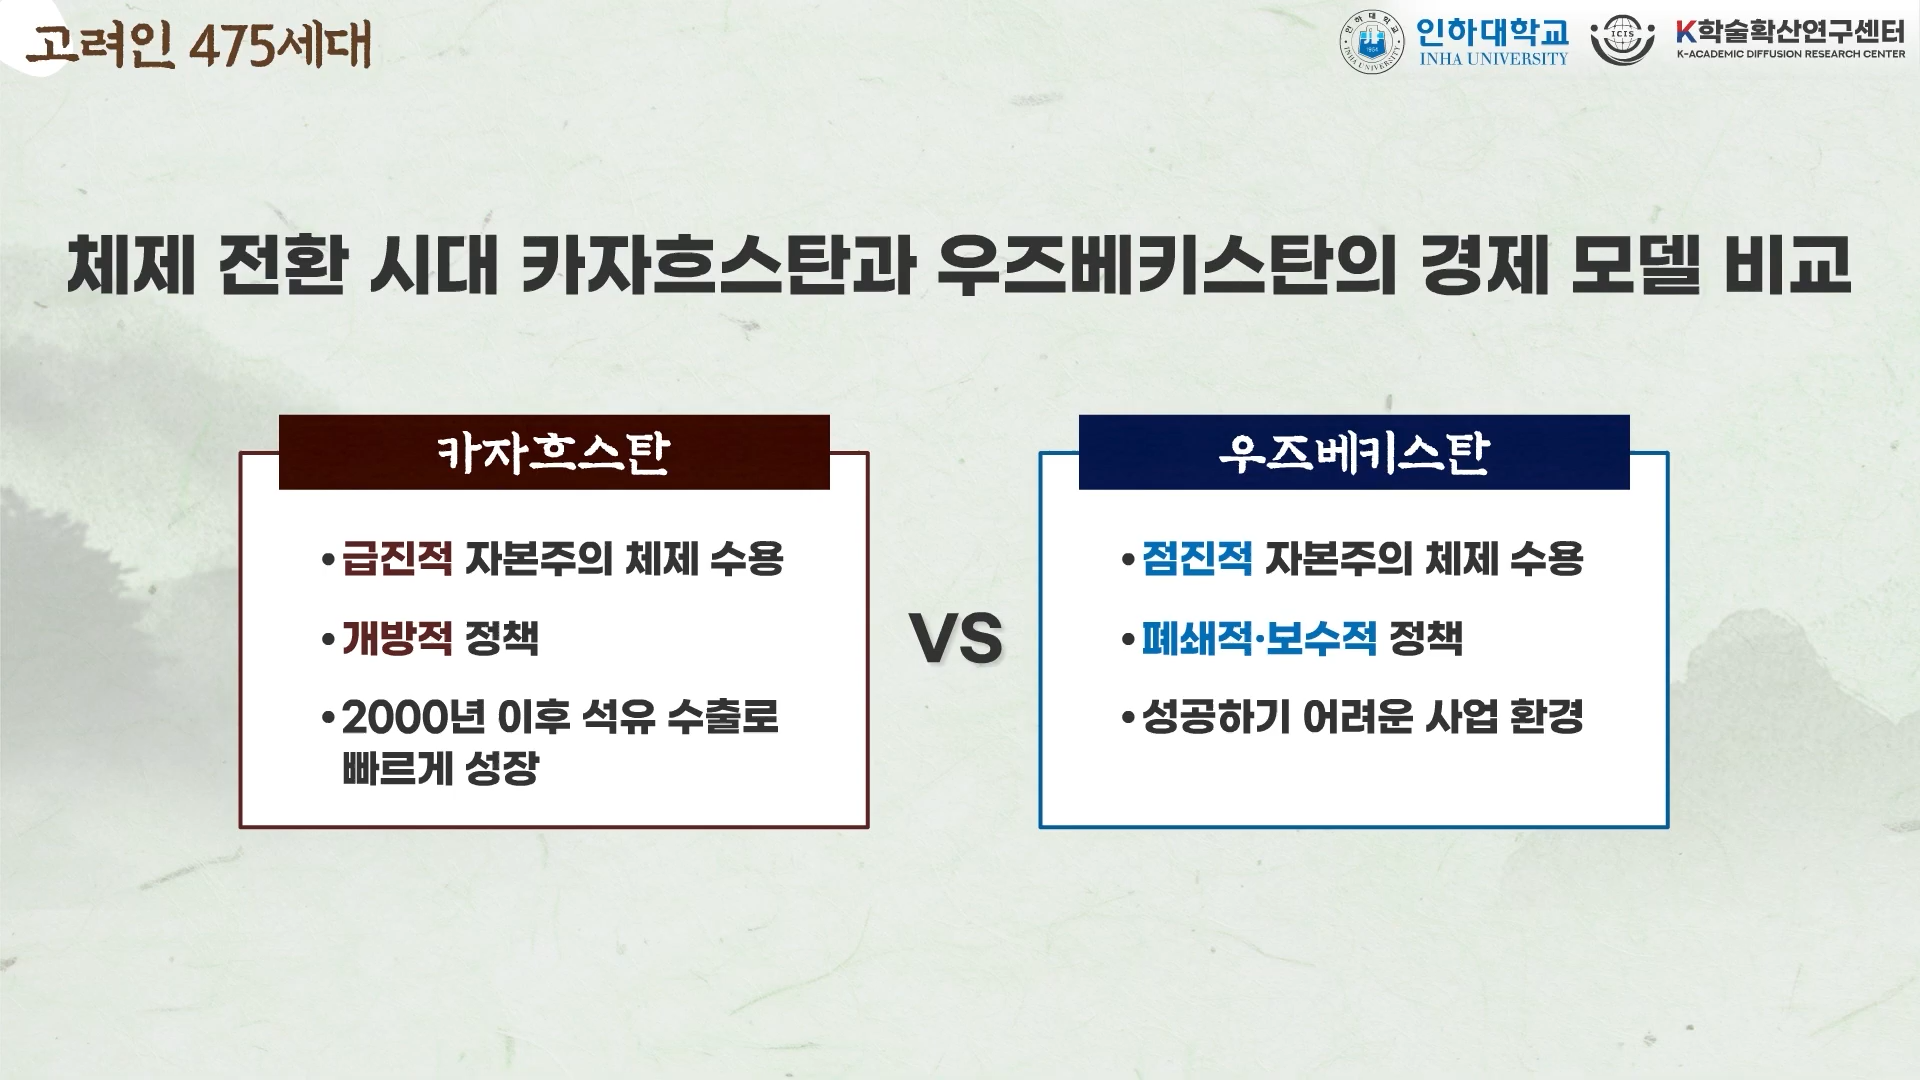 고려인 475세대
인하대학교
INHA UNIVERSITY
ICIS
K학술확산연구센터
K-ACADEMIC DIFFUSION RESEARCH CENTER
체제 전환 시대 카자흐스탄과 우즈베키스탄의 경제 모델 비교
카자흐스탄
•급진적 자본주의 체제 수용
•개방적 정책
•2000년 이후 석유 수출로
빠르게 성장
VS
우즈베키스탄
•점진적 자본주의 체제 수용
•폐쇄적·보수적 정책
•성공하기 어려운 사업 환경